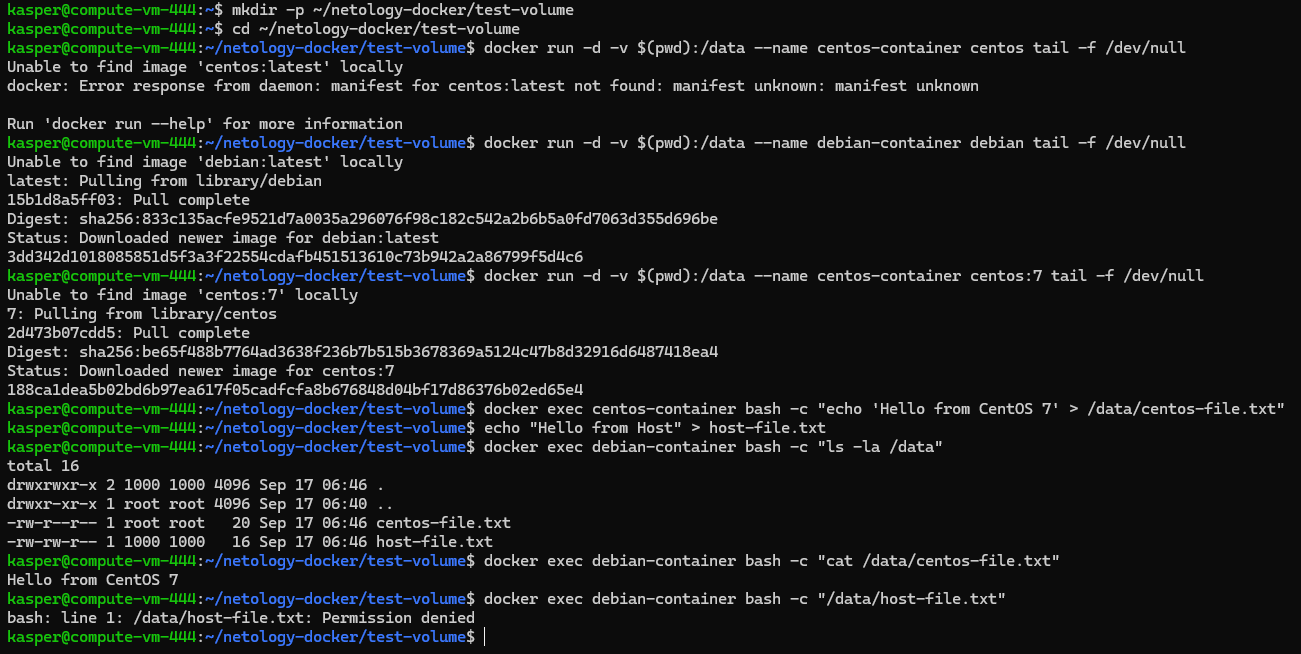 kasper@compute-vm-444:~$ mkdir -p ~/netology-docker/test-volume
kasper@compute-vm-444:~$ cd ~/netology-docker/test-volume
kasper@compute-vm-444:~/netology-docker/test-volume$ docker run -d -v $(pwd):/data --name centos-container centos tail -f /dev/null
Unable to find image 'centos:latest' locally
docker: Error response from daemon: manifest for centos:latest not found: manifest unknown: manifest unknown

Run 'docker run --help' for more information
kasper@compute-vm-444:~/netology-docker/test-volume$ docker run -d -v $(pwd):/data --name debian-container debian tail -f /dev/null
Unable to find image 'debian:latest' locally
latest: Pulling from library/debian
15b1d8a5ff03: Pull complete
Digest: sha256:833c135acfe9521d7a0035a296076f98c182c542a2b6b5a0fd7063d355d696be
Status: Downloaded newer image for debian:latest
3dd342d1018085851d5f3a3f22554cdafb451513610c73b942a2a86799f5d4c6
kasper@compute-vm-444:~/netology-docker/test-volume$ docker run -d -v $(pwd):/data --name centos-container centos:7 tail -f /dev/null
Unable to find image 'centos:7' locally
7: Pulling from library/centos
2d473b07cdd5: Pull complete
Digest: sha256:be65f488b7764ad3638f236b7b515b3678369a5124c47b8d32916d6487418ea4
Status: Downloaded newer image for centos:7
188ca1dea5b02bd6b97ea617f05cadfcfa8b676848d04bf17d86376b02ed65e4
kasper@compute-vm-444:~/netology-docker/test-volume$ docker exec centos-container bash -c "echo 'Hello from CentOS 7' > /data/centos-file.txt"
kasper@compute-vm-444:~/netology-docker/test-volume$ echo "Hello from Host" > host-file.txt
kasper@compute-vm-444:~/netology-docker/test-volume$ docker exec debian-container bash -c "ls -la /data"
total 16
drwxrwxr-x 2 1000 1000 4096 Sep 17 06:46 .
drwxr-xr-x 1 root root 4096 Sep 17 06:40 ..
-rw-r--r-- 1 root root   20 Sep 17 06:46 centos-file.txt
-rw-rw-r-- 1 1000 1000   16 Sep 17 06:46 host-file.txt
kasper@compute-vm-444:~/netology-docker/test-volume$ docker exec debian-container bash -c "cat /data/centos-file.txt"
Hello from CentOS 7
kasper@compute-vm-444:~/netology-docker/test-volume$ docker exec debian-container bash -c "/data/host-file.txt"
bash: line 1: /data/host-file.txt: Permission denied
kasper@compute-vm-444:~/netology-docker/test-volume$